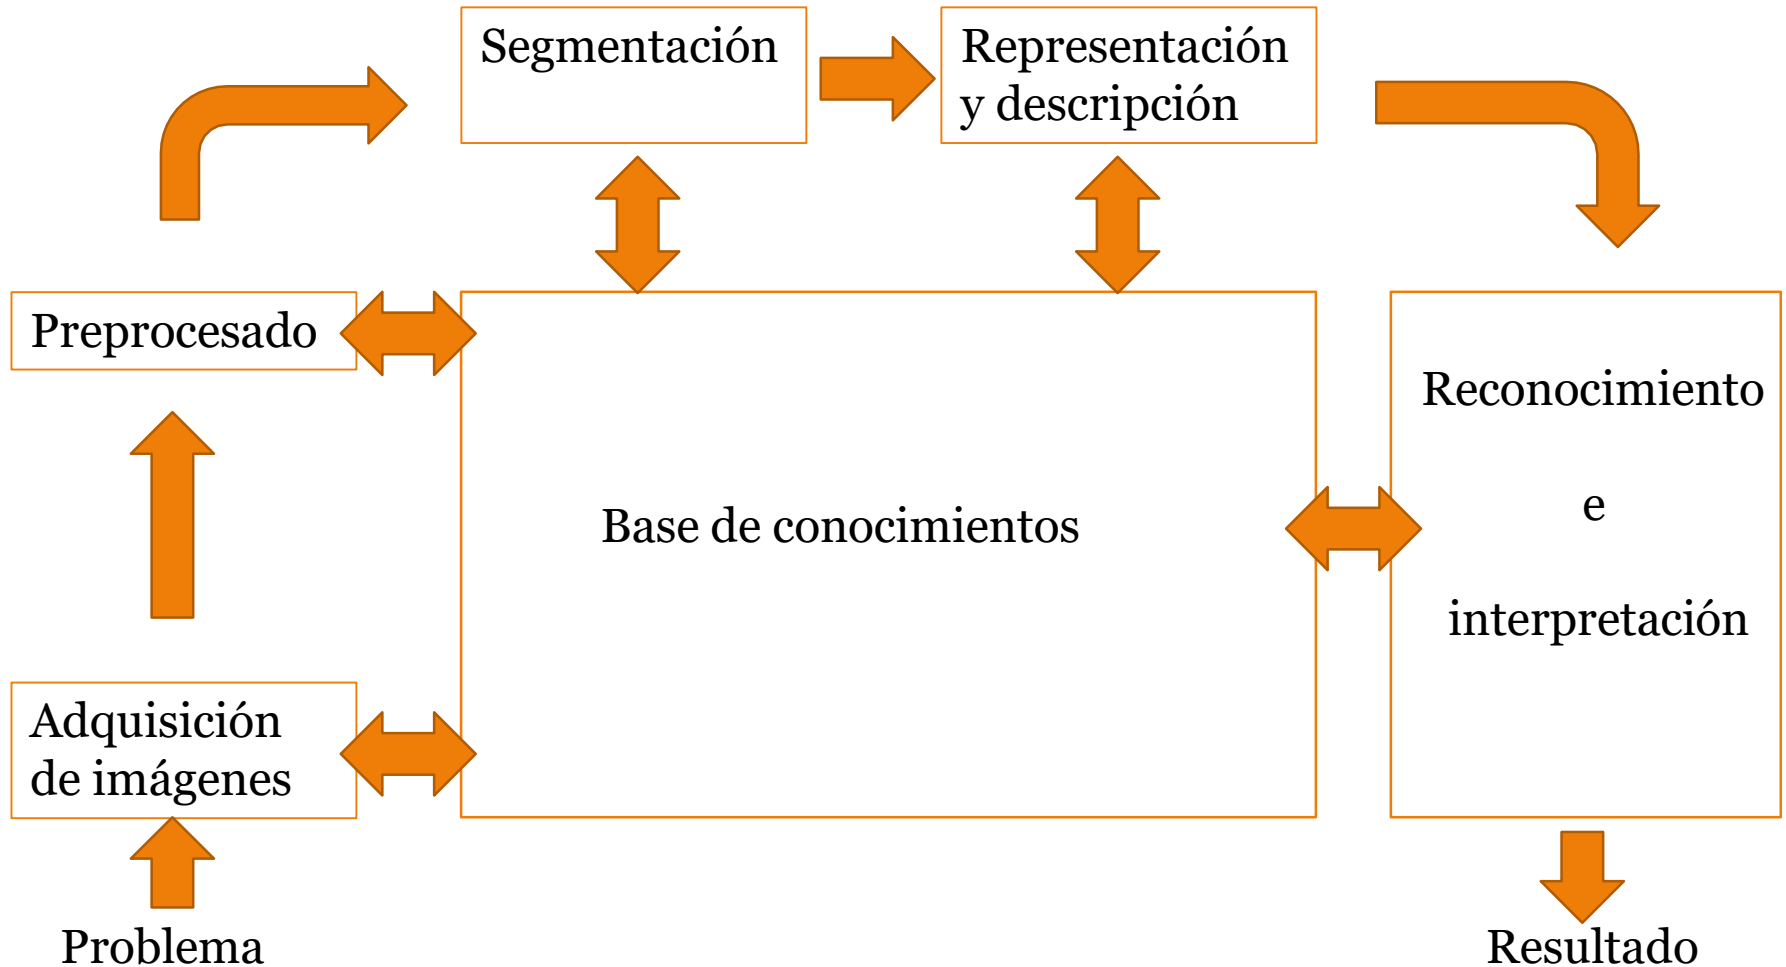 Segmentación
Representación
y descripción
Preprocesado
Reconocimiento
e
interpretación
Base de conocimientos
Adquisición
de imágenes
Problema
Resultado